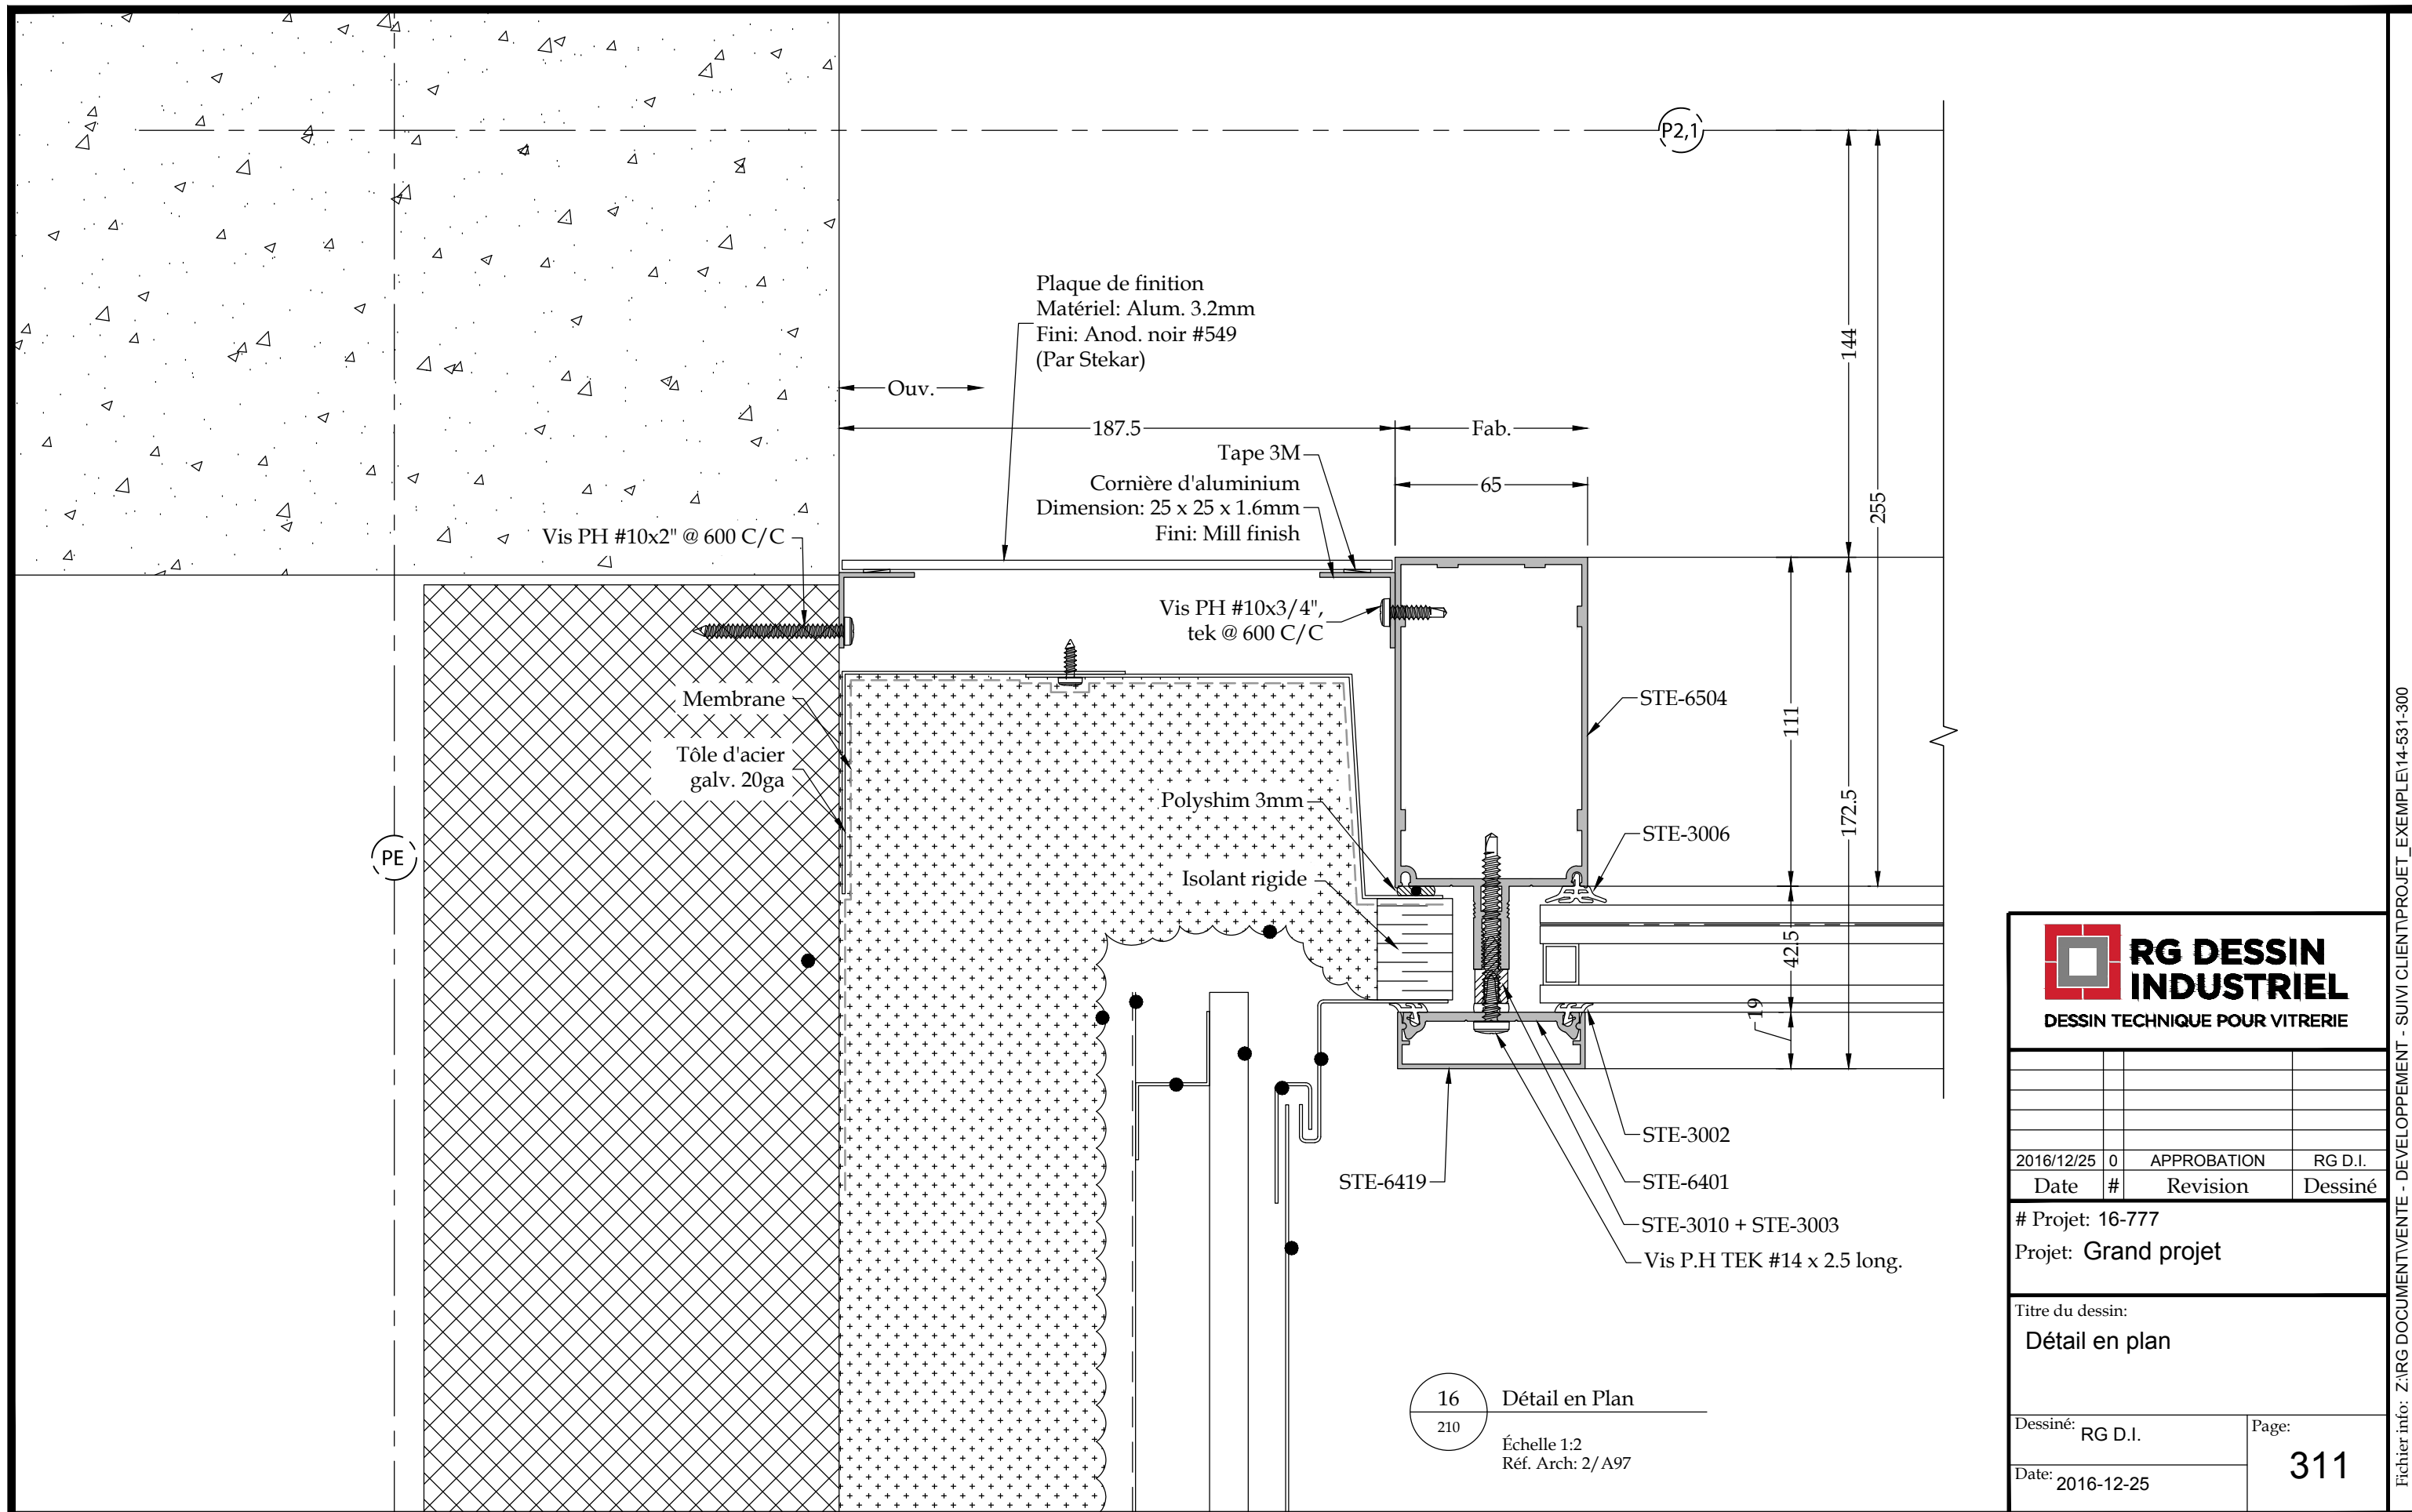 P2,1
Plaque de finition
Matériel: Alum. 3.2mm
Fini: Anod. noir #549
(Par Stekar)
Ouv.
187.5
Fab.
Tape 3M
Cornière d'aluminium
Dimension: 25 x 25 x 1.6mm
Fini: Mill finish
65
144
255
Vis PH #10x2" @ 600 C/C
Vis PH #10x3/4",
tek @ 600 C/C
Membrane
Tôle d'acier
galv. 20ga
STE-6504
111
172.5
Polyshim 3mm
STE-3006
PE
Isolant rigide
42.5
19
STE-3002
STE-6419
STE-6401
STE-3010 + STE-3003
Vis P.H TEK #14 x 2.5 long.
16
210
Détail en Plan
Échelle 1:2
Réf. Arch: 2/A97
RG DESSIN
INDUSTRIEL
DESSIN TECHNIQUE POUR VITRERIE
2016/12/25 0 APPROBATION RG D.I.
Date # Revision Dessiné
# Projet: 16-777
Projet: Grand projet
Titre du dessin:
Détail en plan
Dessiné: RG D.I.
Page:
311
Date: 2016-12-25
Fichier info: Z:\RG DOCUMENT\VENTE - DEVELOPPEMENT - SUIVI CLIENT\PROJET_EXEMPLE\14-531-300